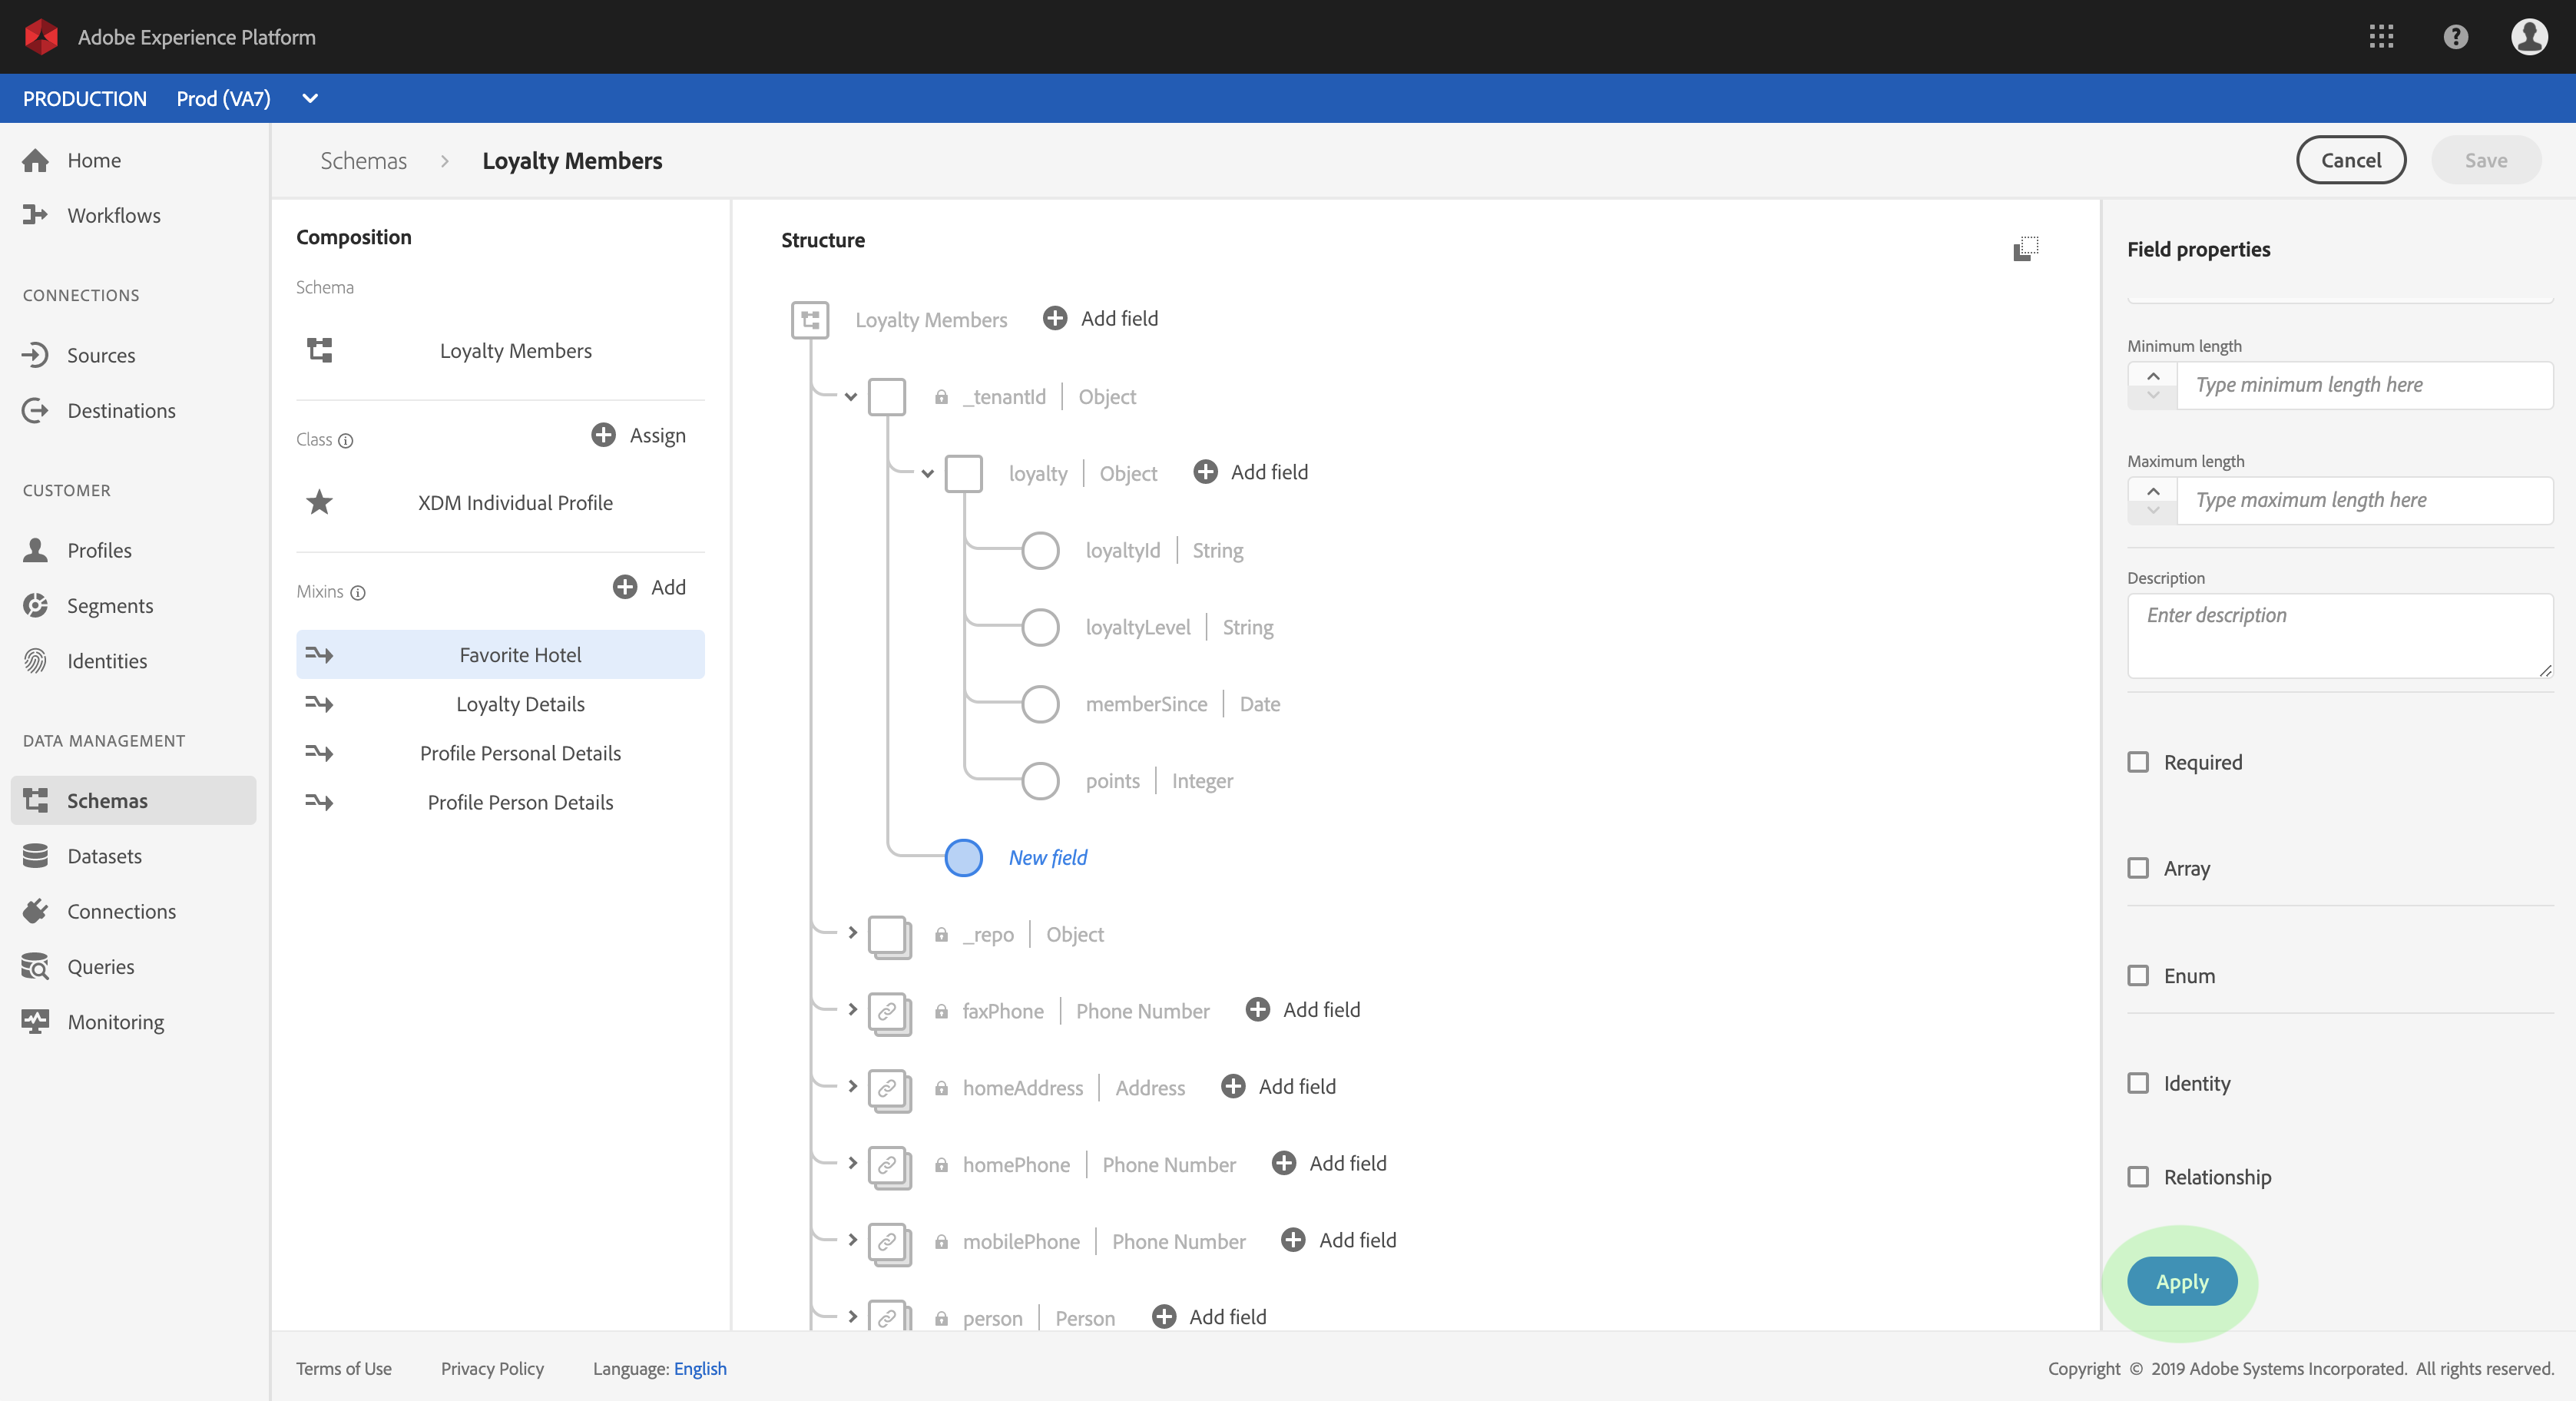 Adobe Experience Platform
PRODUCTION Prod (VA7)
Home
Workflows
CONNECTIONS
Sources
Destinations
CUSTOMER
Profiles
Segments
Identities
DATA MANAGEMENT
Schemas
Datasets
Connections
Queries
Monitoring
Schemas > Loyalty Members
Cancel
Save
Composition
Schema
Loyalty Members
Class
Assign
XDM Individual Profile
Mixins
Add
Favorite Hotel
Loyalty Details
Profile Personal Details
Profile Person Details
Structure
Loyalty Members Add field
_tenantId | Object
loyalty | Object Add field
loyaltyId | String
loyaltyLevel | String
memberSince | Date
points | Integer
New field
_repo | Object
faxPhone | Phone Number Add field
homeAddress | Address Add field
homePhone | Phone Number Add field
mobilePhone | Phone Number Add field
person | Person Add field
Field properties
Minimum length
Type minimum length here
Maximum length
Type maximum length here
Description
Enter description
Required
Array
Enum
Identity
Relationship
Apply
Terms of Use Privacy Policy Language: English
Copyright © 2019 Adobe Systems Incorporated. All rights reserved.